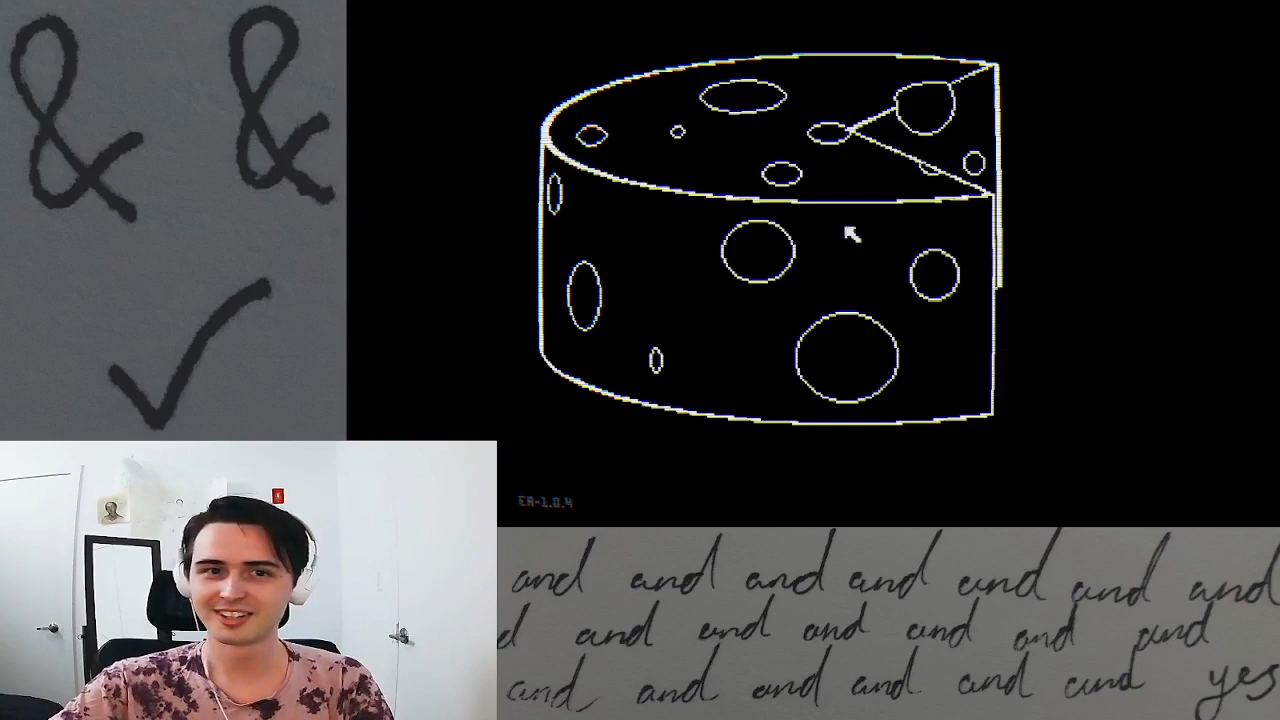 & &
✓
ER-1.0.4
and and and and and and and
and and and and and and
and and and and and and yes